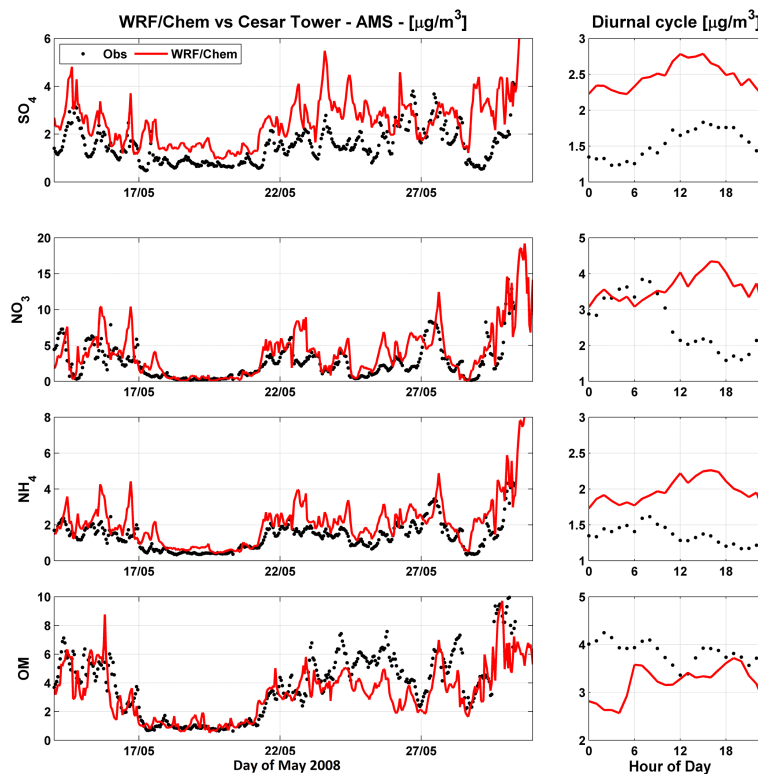 WRF/Chem vs Cesar Tower - AMS - [μg/m³]
Diurnal cycle [μg/m³]
Obs WRF/Chem
SO₄
6
4
2
0
17/05 22/05 27/05
3
2.5
2
1.5
1
0 6 12 18
NO₃
20
15
10
5
0
17/05 22/05 27/05
5
4
3
2
1
0 6 12 18
NH₄
8
6
4
2
0
17/05 22/05 27/05
3
2.5
2
1.5
1
0 6 12 18
OM
10
8
6
4
2
0
17/05 22/05 27/05
5
4
3
2
0 6 12 18
Day of May 2008
Hour of Day